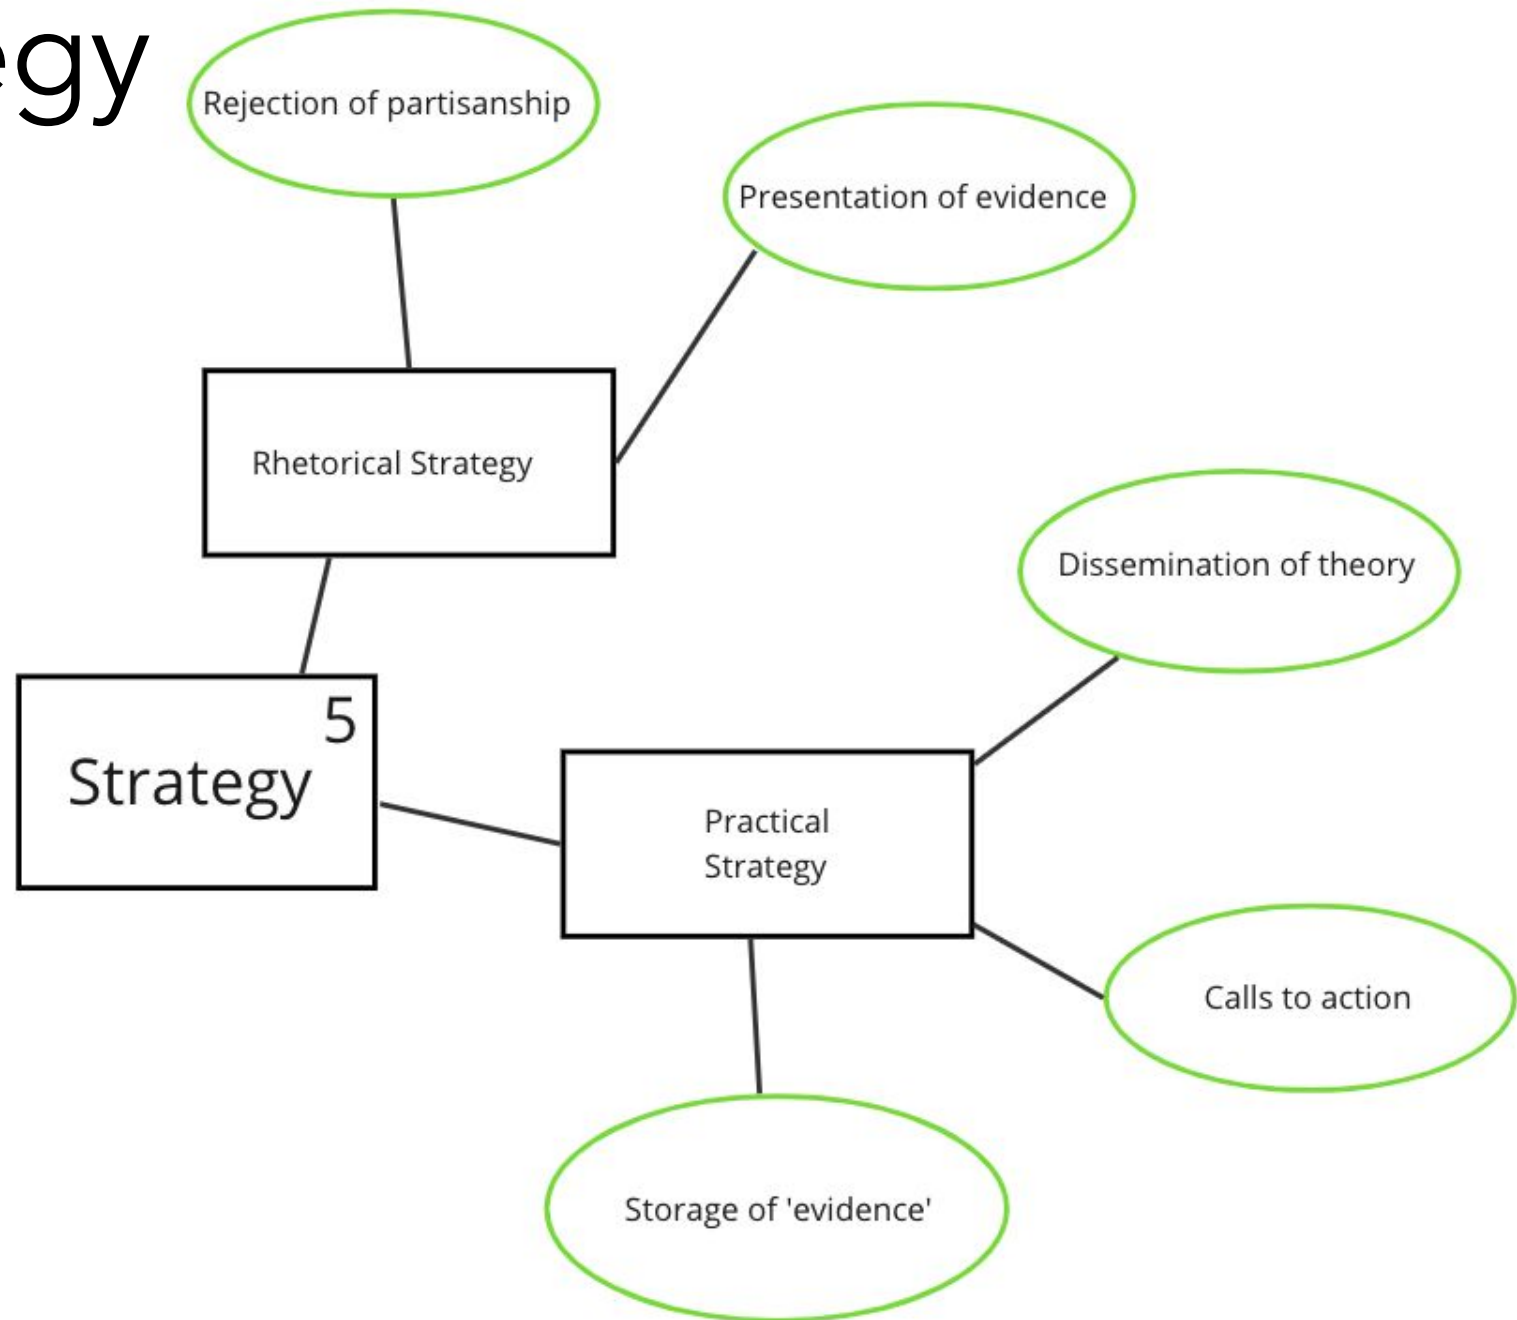 egy
Rejection of partisanship
Presentation of evidence
Rhetorical Strategy
Dissemination of theory
5
Strategy
Practical
Strategy
Calls to action
Storage of 'evidence'